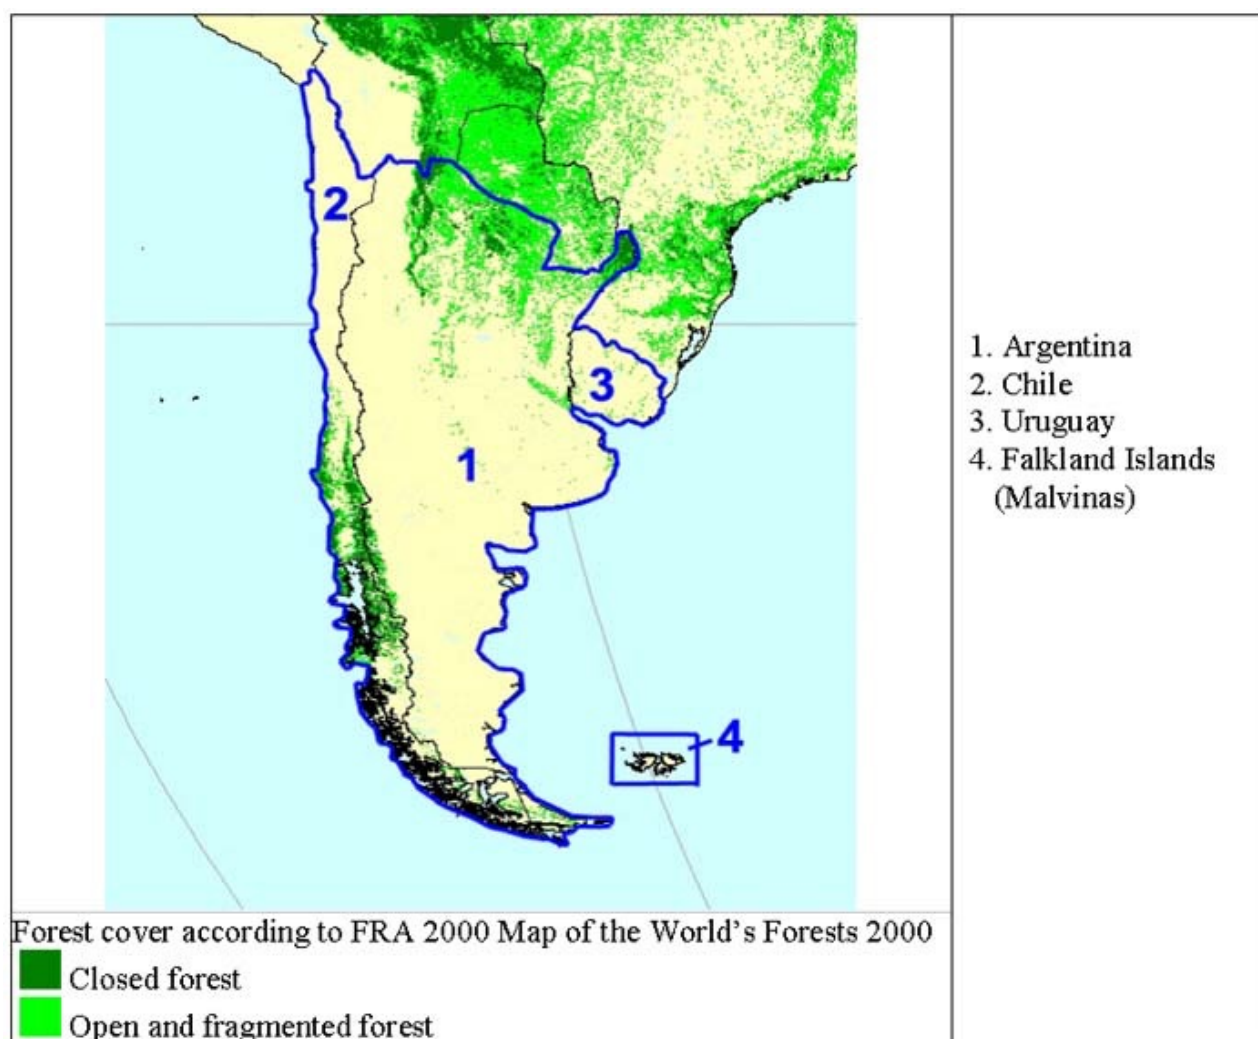 2
3
1
4
1. Argentina
2. Chile
3. Uruguay
4. Falkland Islands
(Malvinas)
Forest cover according to FRA 2000 Map of the World’s Forests 2000
Closed forest
Open and fragmented forest